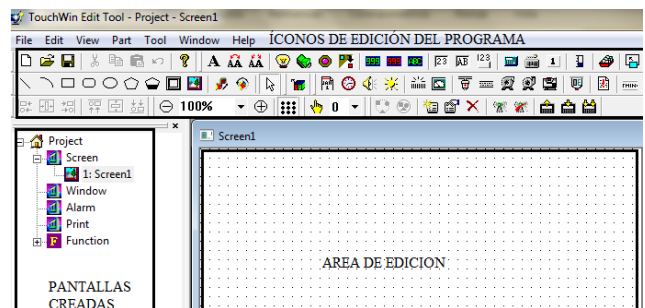 TouchWin Edit Tool - Project - Screen1
File Edit View Part Tool Window Help ÍCONOS DE EDICIÓN DEL PROGRAMA
100% 0
Screen1
Project
Screen
1: Screen1
Window
Alarm
Print
Function
AREA DE EDICION
PANTALLAS
CREADAS